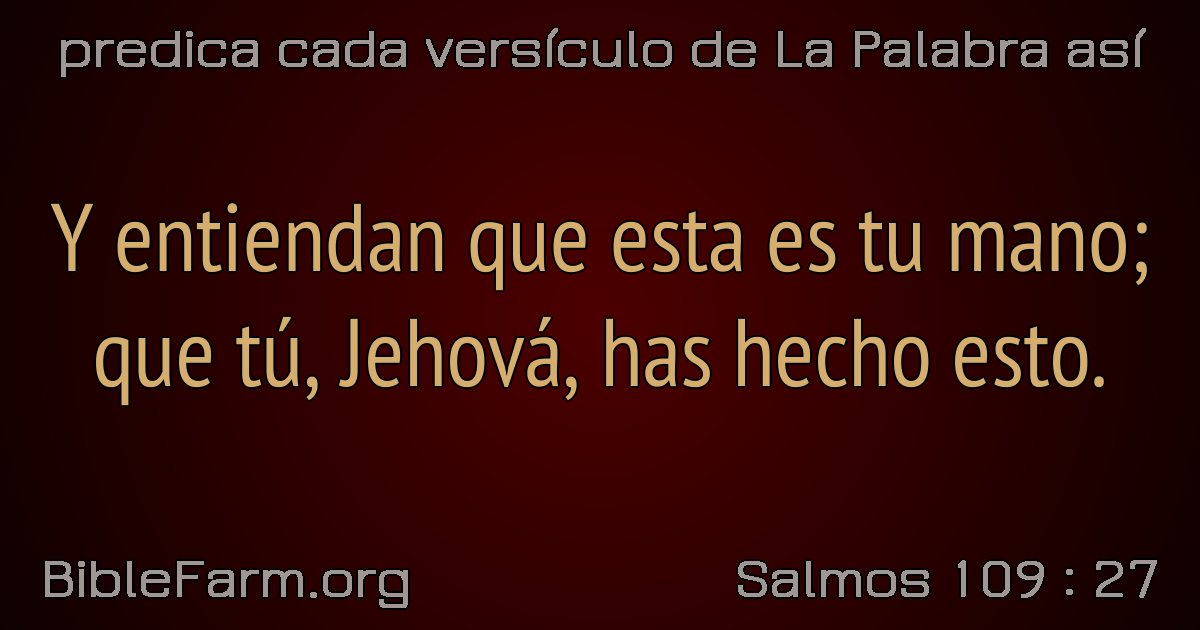 predica cada versículo de La Palabra así
Y entiendan que esta es tu mano;
que tú, Jehová, has hecho esto.
BibleFarm.org
Salmos 109 : 27